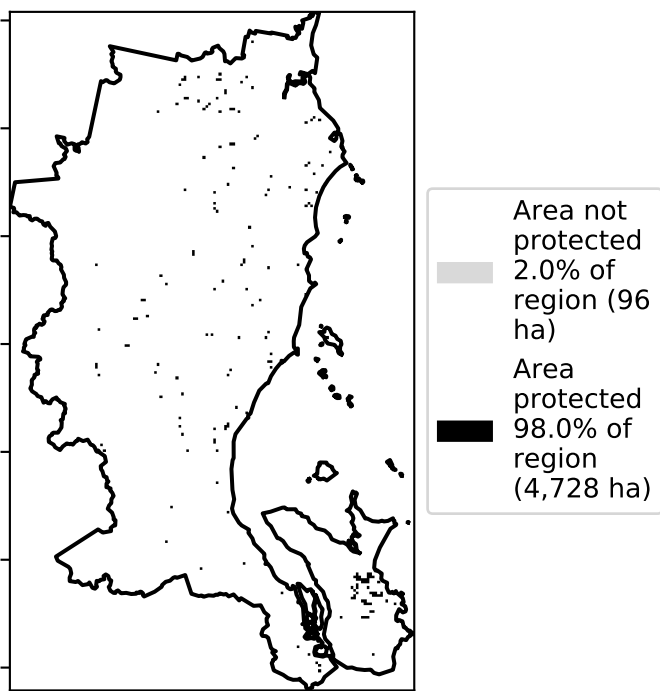 Area not
protected
2.0% of
region (96
ha)
Area
protected
98.0% of
region
(4,728 ha)